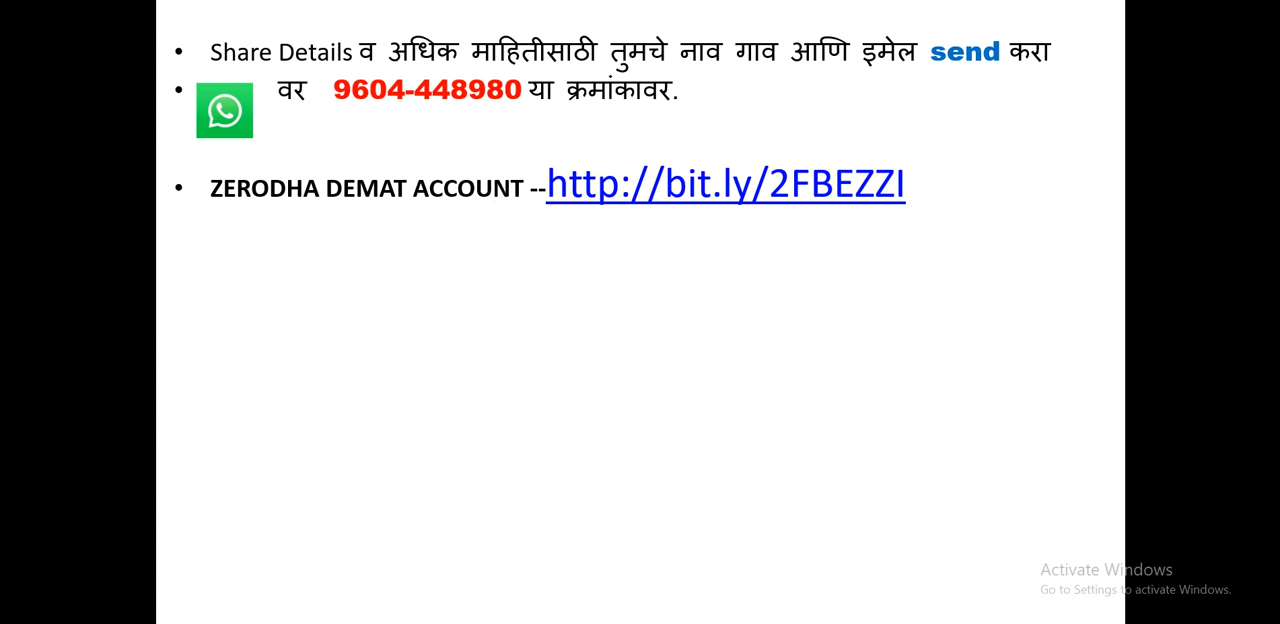 • Share Details व अधिक माहितीसाठी तुमचे नाव गाव आणि इमेल send करा
• वर 9604-448980 या क्रमांकावर.
• ZERODHA DEMAT ACCOUNT --http://bit.ly/2FBEZZI
Activate Windows
Go to Settings to activate Windows.